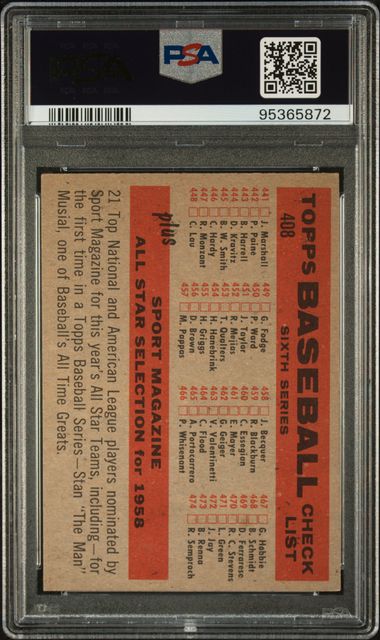 PSA
95365872
TOPPS BASEBALL CHECK LIST
408
SIXTH SERIES
441 J. Marshall
442 P. Paine
443 B. Harrell
444 D. Kravitz
445 B. W. Smith
446 C. Hardy
447 R. Monzant
448 C. Lau
449 G. Fodge
450 P. Ward
451 J. Taylor
452 R. Mejias
453 T. Qualters
454 H. Hanebrink
455 H. Griggs
456 D. Brown
457 M. Pappas
458 J. Becquer
459 R. Blackburn
460 C. Essegian
461 E. Mayer
462 G. Geiger
463 V. Valentinetti
464 C. Flood
465 A. Portocarrero
466 P. Whisenant
467 G. Hobbie
468 B. Schmidt
469 D. Ferrarese
470 R. C. Stevens
471 L. Green
472 J. Jay
473 B. Renna
474 R. Semproch
plus
SPORT MAGAZINE
ALL STAR SELECTION for 1958
21 Top National and American League players nominated by
Sport Magazine for this year's All Star Teams, including—for
the first time in a Topps Baseball Series—Stan "The Man"
Musial, one of Baseball's All Time Greats.